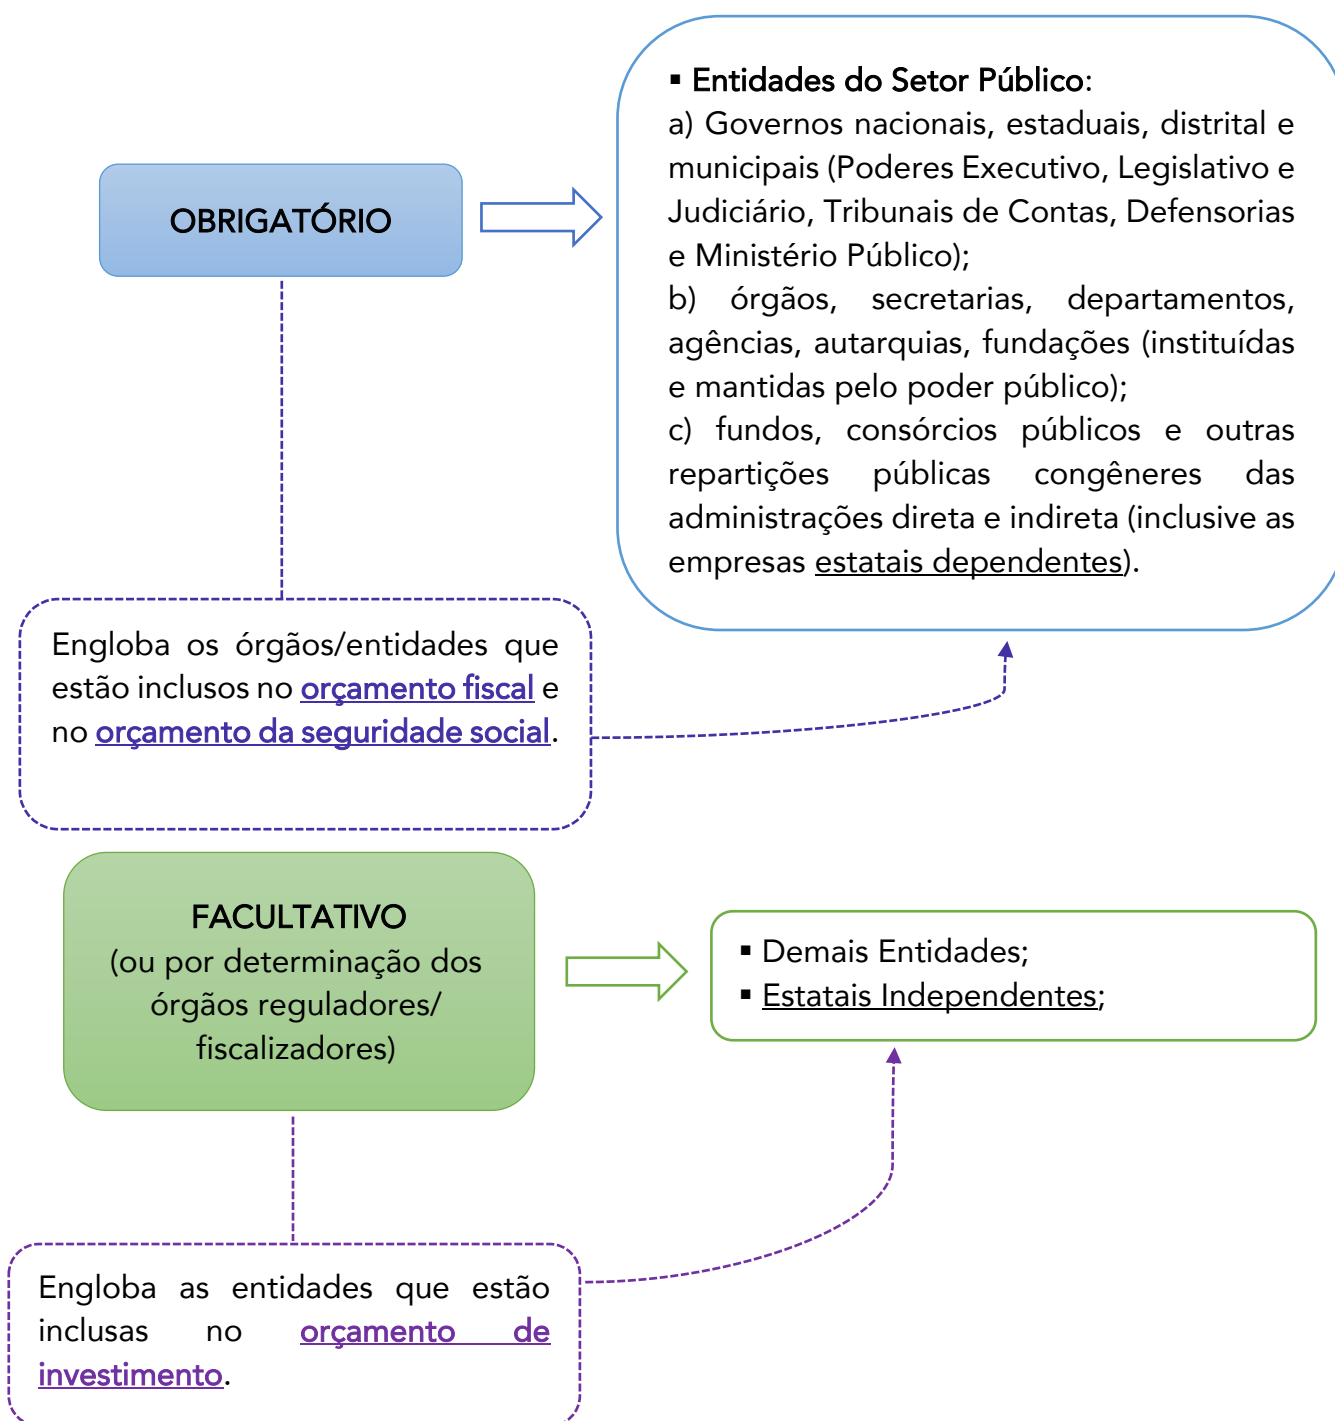 ▪ Entidades do Setor Público:
a) Governos nacionais, estaduais, distrital e
municipais (Poderes Executivo, Legislativo e
Judiciário, Tribunais de Contas, Defensorias
e Ministério Público);
b) órgãos, secretarias, departamentos,
agências, autarquias, fundações (instituídas
e mantidas pelo poder público);
c) fundos, consórcios públicos e outras
repartições públicas congêneres das
administrações direta e indireta (inclusive as
empresas estatais dependentes).
OBRIGATÓRIO
Engloba os órgãos/entidades que
estão inclusos no orçamento fiscal e
no orçamento da seguridade social.
FACULTATIVO
(ou por determinação dos
órgãos reguladores/
fiscalizadores)
▪ Demais Entidades;
▪ Estatais Independentes;
Engloba as entidades que estão
inclusas no orçamento de
investimento.